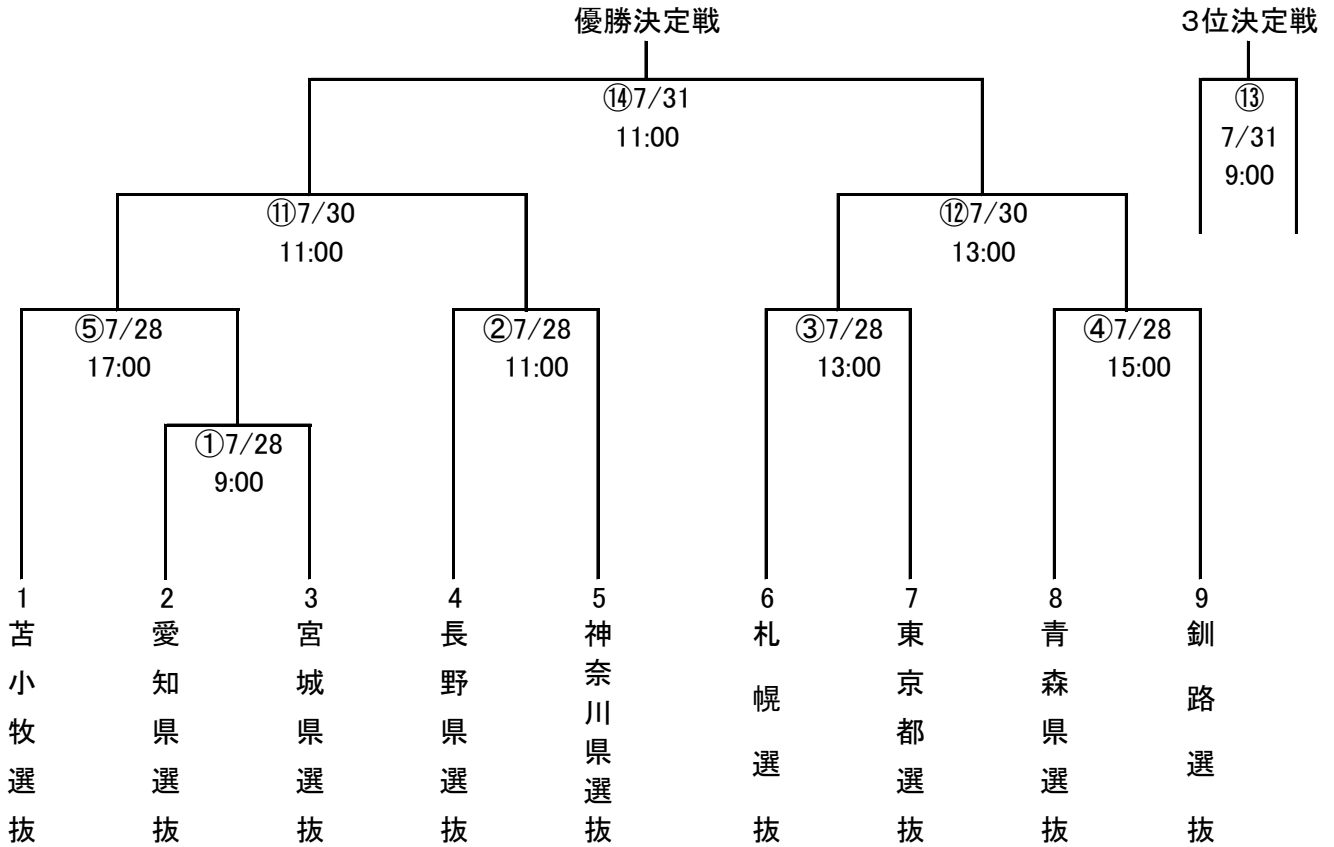 優勝決定戦
3位決定戦
⑭7/31
11:00
⑬
7/31
9:00
⑪7/30
11:00
⑫7/30
13:00
⑤7/28
17:00
②7/28
11:00
③7/28
13:00
④7/28
15:00
①7/28
9:00
1
苫小牧選抜
2
愛知県選抜
3
宮城県選抜
4
長野県選抜
5
神奈川県選抜
6
札幌選抜
7
東京都選抜
8
青森県選抜
9
釧路選抜